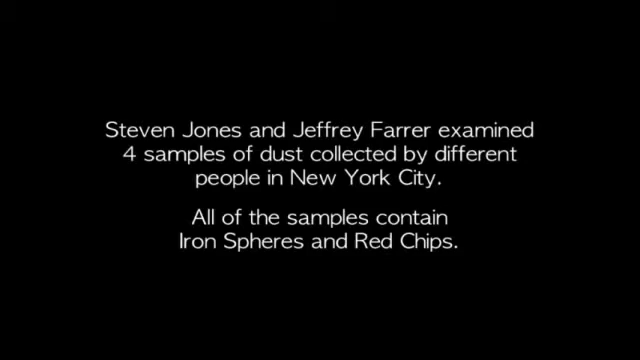 Steven Jones and Jeffrey Farrer examined
4 samples of dust collected by different
people in New York City.
All of the samples contain
Iron Spheres and Red Chips.